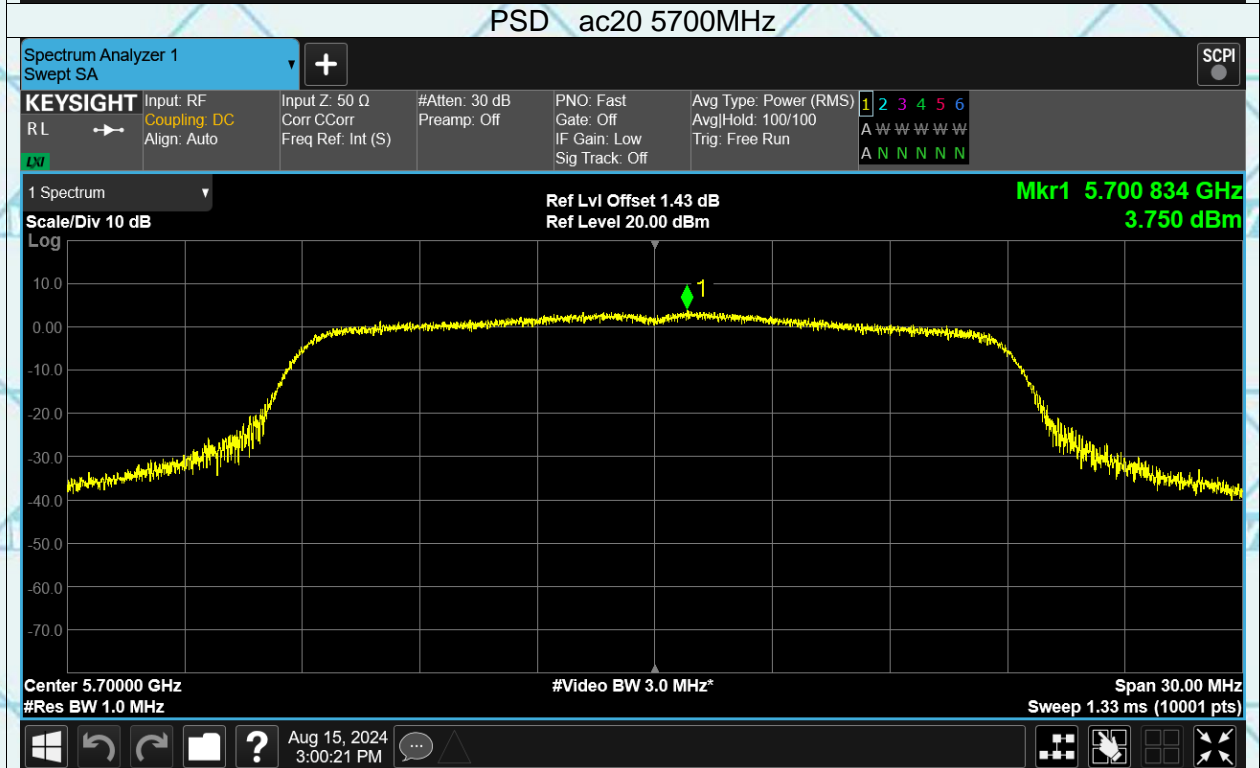 PSD ac20 5700MHz
Spectrum Analyzer 1
Swept SA
+
SCPI
KEYSIGHT
R L
LXI
Input: RF
Coupling: DC
Align: Auto
Input Z: 50 Ω
Corr CCorr
Freq Ref: Int (S)
#Atten: 30 dB
Preamp: Off
PNO: Fast
Gate: Off
IF Gain: Low
Sig Track: Off
Avg Type: Power (RMS)
Avg|Hold: 100/100
Trig: Free Run
1 2 3 4 5 6
A W W W W W
A N N N N N
1 Spectrum
Scale/Div 10 dB
Log
Ref Lvl Offset 1.43 dB
Ref Level 20.00 dBm
Mkr1 5.700 834 GHz
3.750 dBm
1
10.0
0.00
-10.0
-20.0
-30.0
-40.0
-50.0
-60.0
-70.0
Center 5.70000 GHz
#Res BW 1.0 MHz
#Video BW 3.0 MHz*
Span 30.00 MHz
Sweep 1.33 ms (10001 pts)
?
Aug 15, 2024
3:00:21 PM